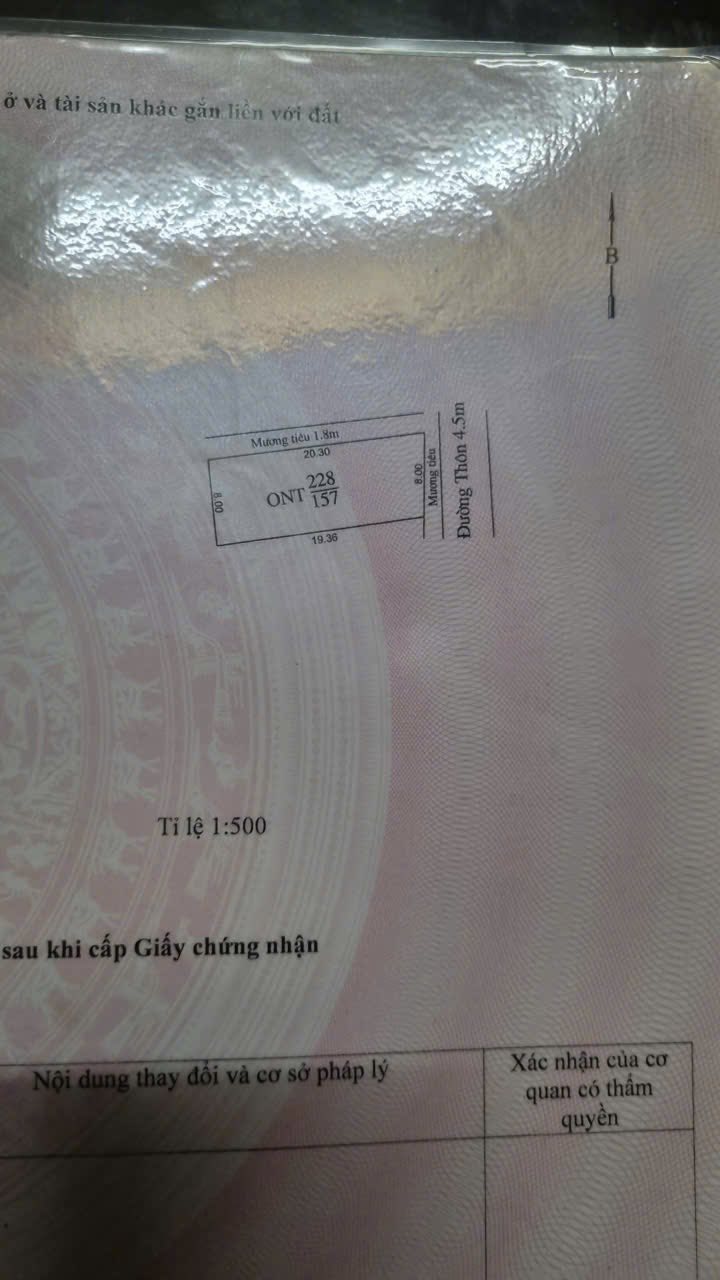 ở và tài sản khác gắn liền với đất
B
Mương tiêu 1.8m
20.30
8.00
ONT 228
157
8.00
Mương tiêu
Đường Thôn 4.5m
19.36
Tỉ lệ 1:500
sau khi cấp Giấy chứng nhận
Nội dung thay đổi và cơ sở pháp lý
Xác nhận của cơ
quan có thẩm
quyền